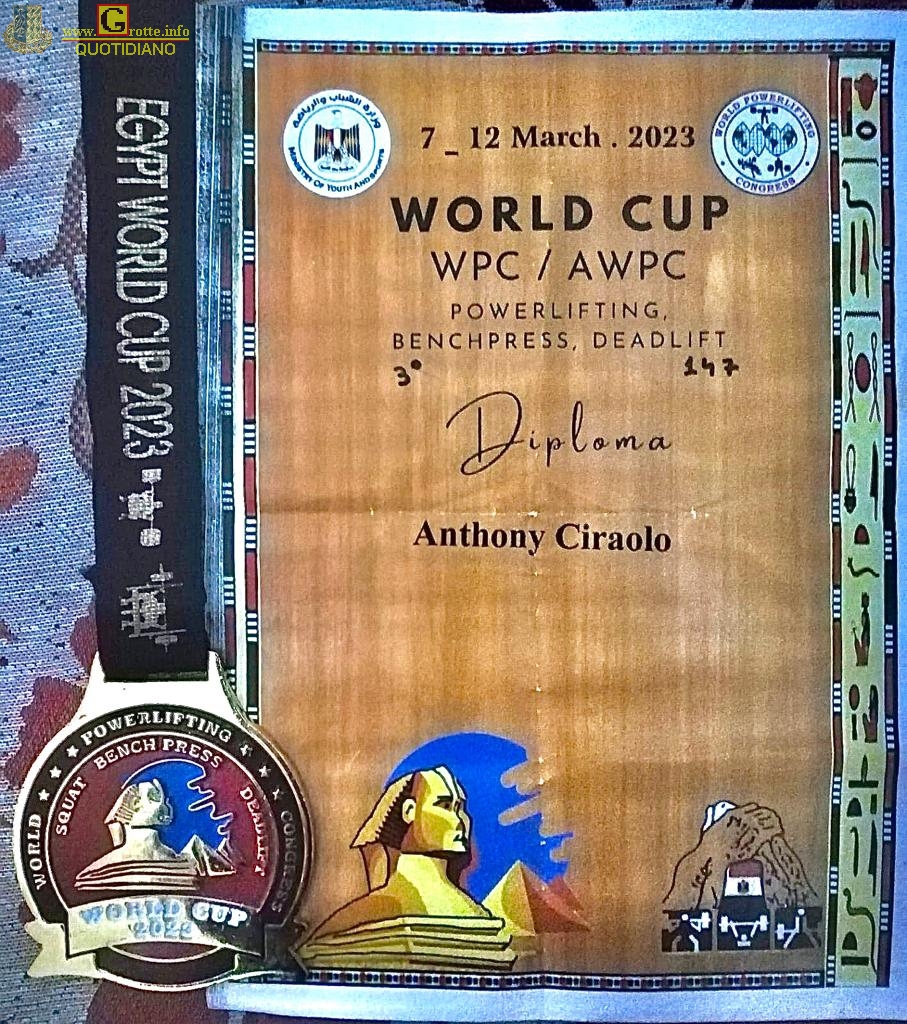 www.Grotte.info
QUOTIDIANO
EGYPT WORLD CUP 2023
وزارة الشباب والرياضة
MINISTRY OF YOUTH AND SPORTS
7 _ 12 March . 2023
WORLD POWERLIFTING
CONGRESS
WORLD CUP
WPC / AWPC
POWERLIFTING,
BENCHPRESS, DEADLIFT
3° 147
Diploma
Anthony Ciraolo
WORLD POWERLIFTING CONGRESS
SQUAT BENCH PRESS DEADLIFT
WORLD CUP
2023